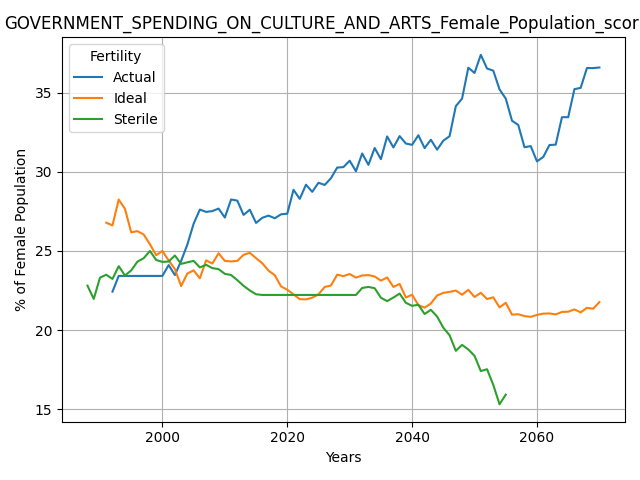 GOVERNMENT_SPENDING_ON_CULTURE_AND_ARTS_Female_Population_scor
Fertility
Actual
Ideal
Sterile
% of Female Population
35
30
25
20
15
2000
2020
2040
2060
Years